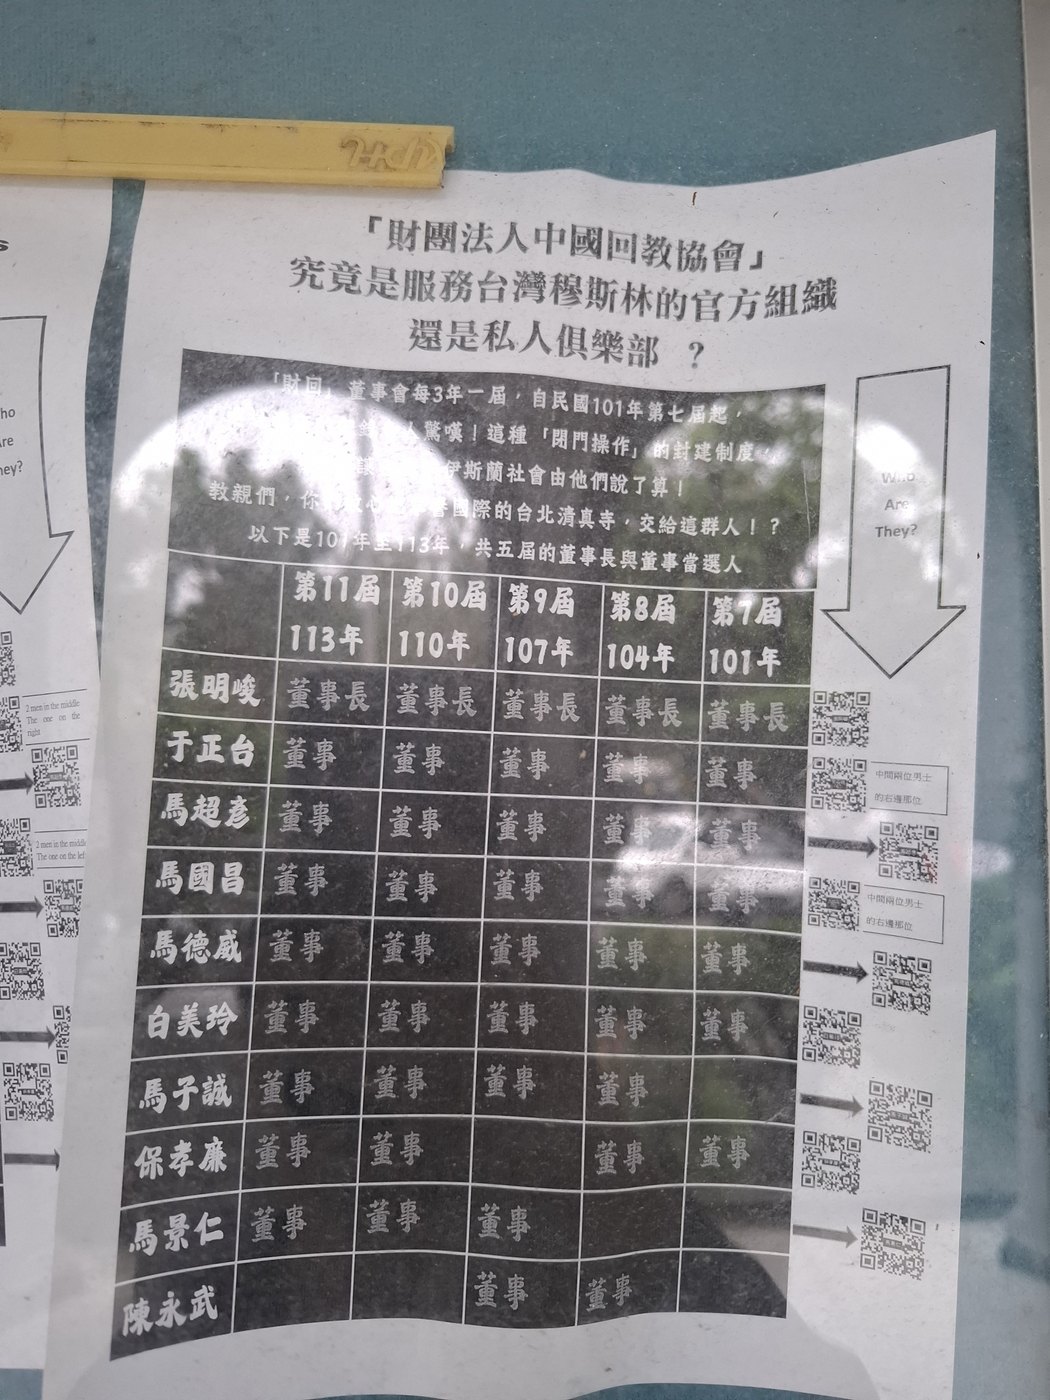 「財團法人中國回教協會」
究竟是服務台灣穆斯林的官方組織
還是私人俱樂部 ？
「財回」董事會每3年一屆，自民國101年第七屆起，
人驚嘆！這種「閉門操作」的封建制度，
伊斯蘭社會由他們說了算！
教親們，你 國際的台北清真寺，交給這群人！？
以下是101年至113年，共五屆的董事長與董事當選人
第11屆 第10屆 第9屆 第8屆 第7屆
113年 110年 107年 104年 101年
張明峻 董事長 董事長 董事長 董事長 董事長
于正台 董事 董事 董事 董事 董事
馬超彥 董事 董事 董事 董事 董事
馬國昌 董事 董事 董事 董事 董事
馬德威 董事 董事 董事 董事 董事
白美玲 董事 董事 董事 董事 董事
馬子誠 董事 董事 董事 董事
保孝廉 董事 董事 董事 董事
馬景仁 董事 董事 董事
陳永武 董事 董事
Who
Are
They?
中間兩位男士
的右邊那位
中間兩位男士
的右邊那位
2 men in the middle
The one on the
right
2 men in the middle
The one on the left